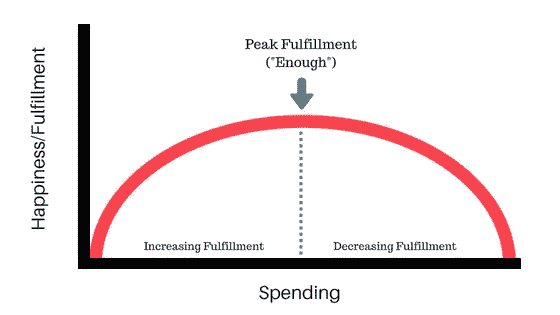 Peak Fulfillment
("Enough")
Happiness/Fulfillment
Increasing Fulfillment
Decreasing Fulfillment
Spending